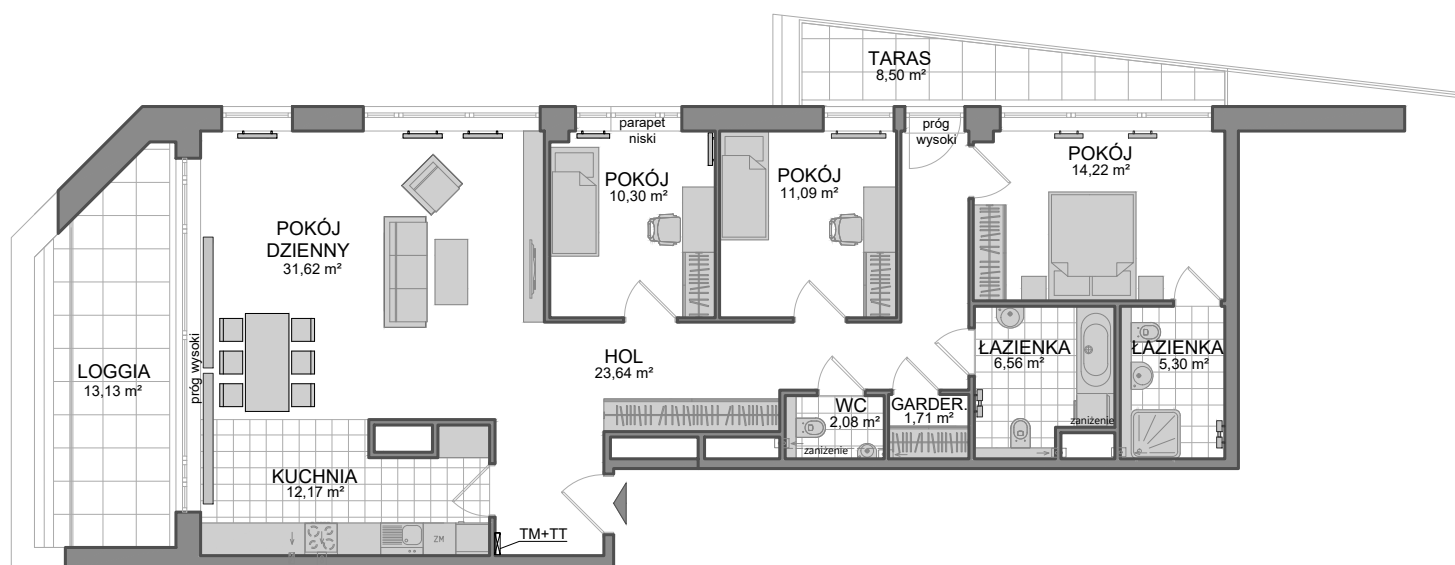 TARAS
8,50 m²
parapet
niski
próg
wysoki
POKÓJ
10,30 m²
POKÓJ
11,09 m²
POKÓJ
14,22 m²
POKÓJ
DZIENNY
31,62 m²
LOGGIA
13,13 m²
próg wysoki
HOL
23,64 m²
ŁAZIENKA
6,56 m²
ŁAZIENKA
5,30 m²
WC
2,08 m²
zaniżenie
GARDER.
1,71 m²
zaniżenie
KUCHNIA
12,17 m²
ZM
TM+TT